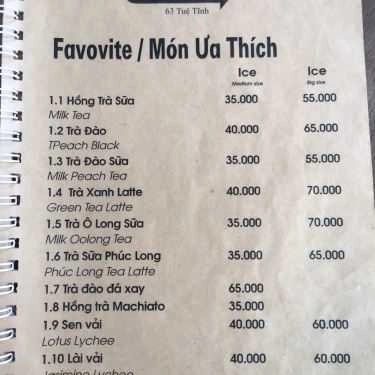 63 Tuệ Tĩnh
Favovite / Món Ưa Thích
Ice Ice
Medium size Big size
1.1 Hồng Trà Sữa 35.000 55.000
Milk Tea
1.2 Trà Đào 40.000 65.000
TPeach Black
1.3 Trà Đào Sữa 35.000 55.000
Milk Peach Tea
1.4 Trà Xanh Latte 40.000 70.000
Green Tea Latte
1.5 Trà Ô Long Sữa 35.000 70.000
Milk Oolong Tea
1.6 Trà Sữa Phúc Long 35.000 65.000
Phúc Long Tea Latte
1.7 Trà đào đá xay 65.000
1.8 Hồng trà Machiato 35.000
1.9 Sen vải 40.000 60.000
Lotus Lychee
1.10 Lài vải 40.000 60.000
Jasimine Lychee